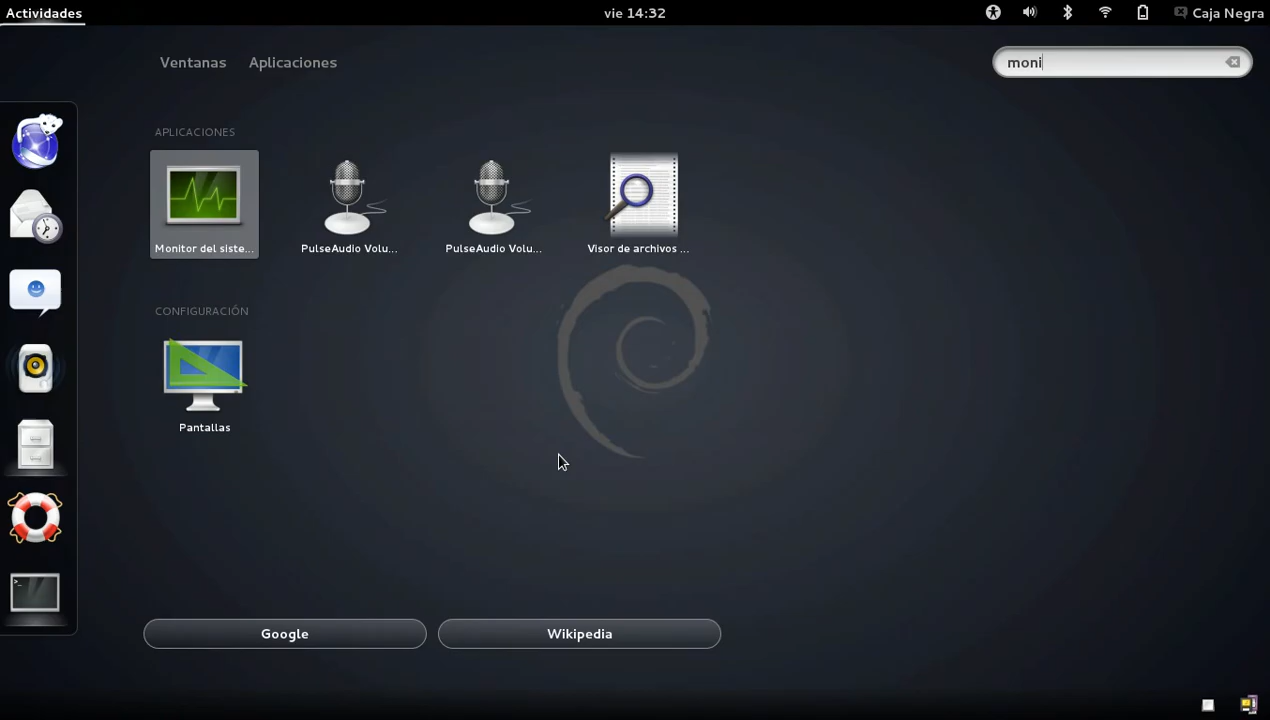 Actividades
vie 14:32
Caja Negra
Ventanas
Aplicaciones
moni
APLICACIONES
Monitor del siste...
PulseAudio Volu...
PulseAudio Volu...
Visor de archivos ...
CONFIGURACIÓN
Pantallas
>_
Google
Wikipedia